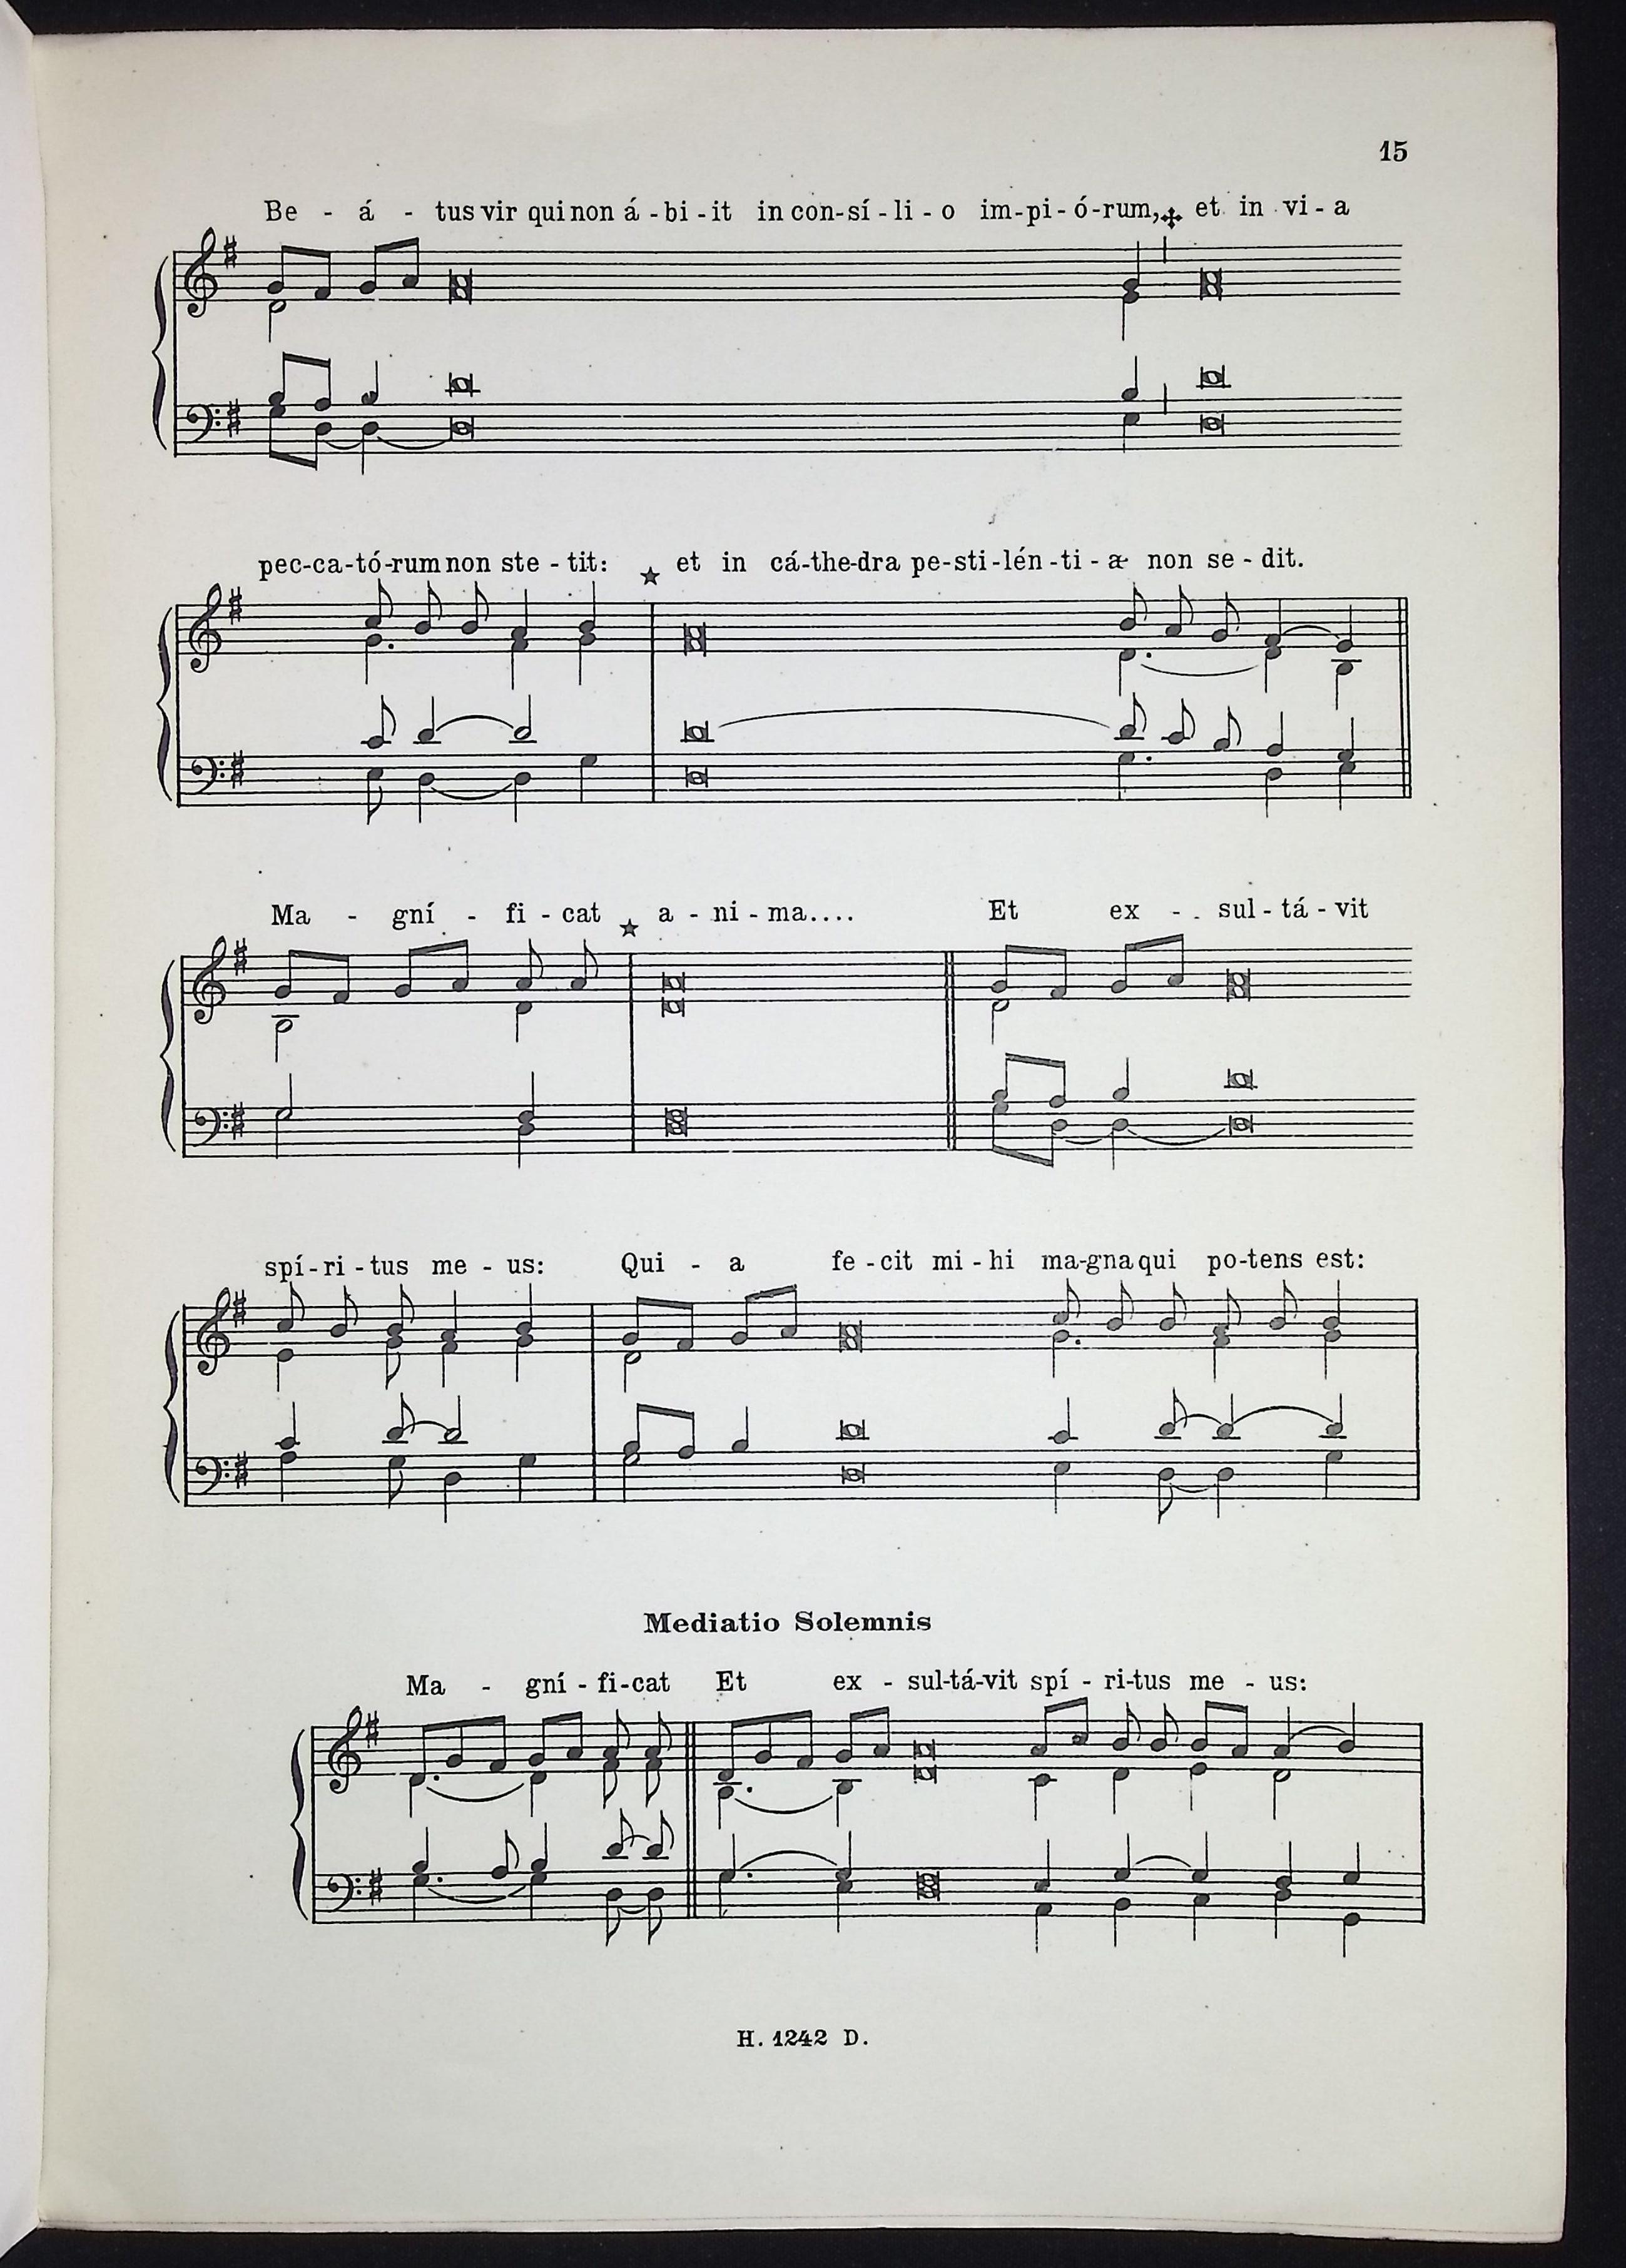 15
Be - á - tus vir qui non á - bi - it in con-sí - li - o im-pi - ó-rum,✣ et in vi - a
pec-ca-tó-rum non ste - tit: ★ et in cá-the-dra pe-sti-lén-ti - æ non se - dit.
Ma - gní - fi - cat ★ a - ni - ma.... Et ex - sul - tá - vit
spí-ri-tus me - us: Qui - a fe - cit mi - hi ma-gna qui po-tens est:
Mediatio Solemnis
Ma - gní - fi-cat Et ex - sul-tá-vit spí - ri-tus me - us:
H. 1242 D.